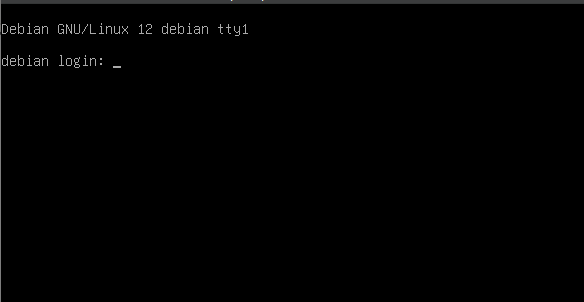 Debian GNU/Linux 12 debian tty1
debian login: _